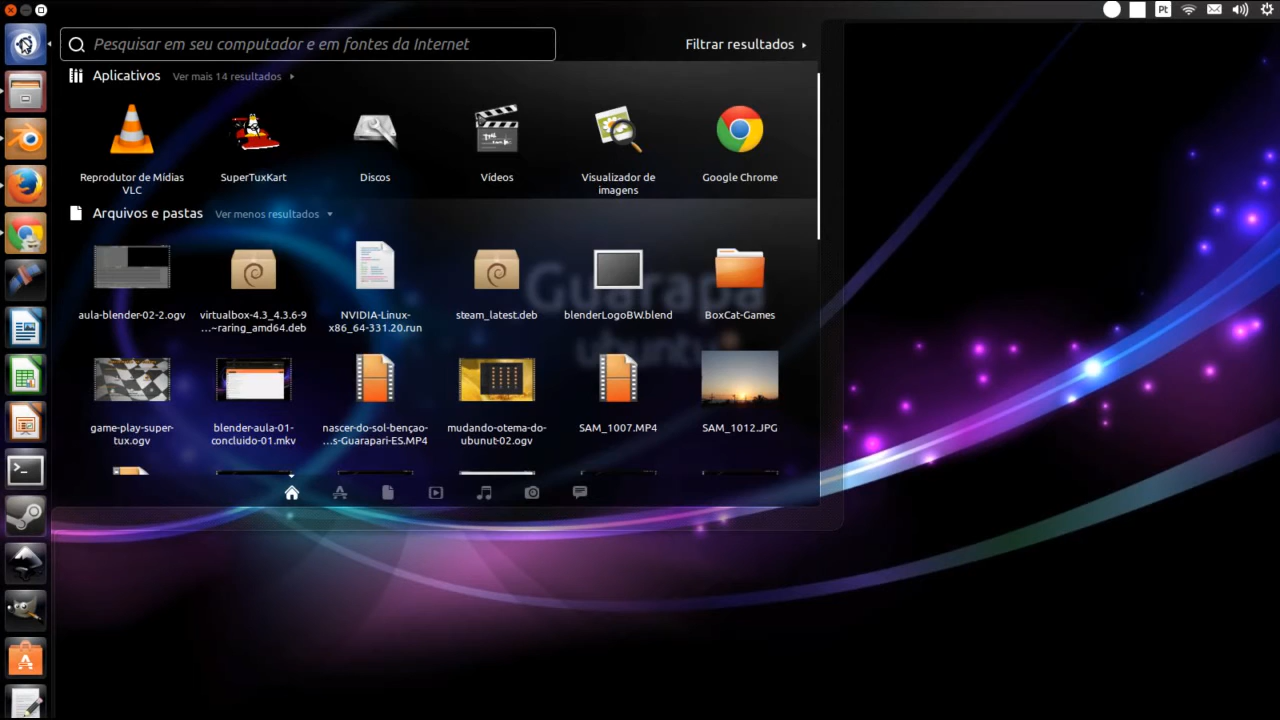 Pt
Pesquisar em seu computador e em fontes da Internet
Filtrar resultados
Aplicativos
Ver mais 14 resultados
Reprodutor de Mídias
VLC
SuperTuxKart
Discos
Vídeos
Visualizador de
imagens
Google Chrome
Arquivos e pastas
Ver menos resultados
aula-blender-02-2.ogv
virtualbox-4.3_4.3.6-9
...~raring_amd64.deb
NVIDIA-Linux-
x86_64-331.20.run
steam_latest.deb
blenderLogoBW.blend
BoxCat-Games
Guarapa
ubuntu
game-play-super-
tux.ogv
blender-aula-01-
concluido-01.mkv
nascer-do-sol-bençao-
...s-Guarapari-ES.MP4
mudando-otema-do-
ubunut-02.ogv
SAM_1007.MP4
SAM_1012.JPG